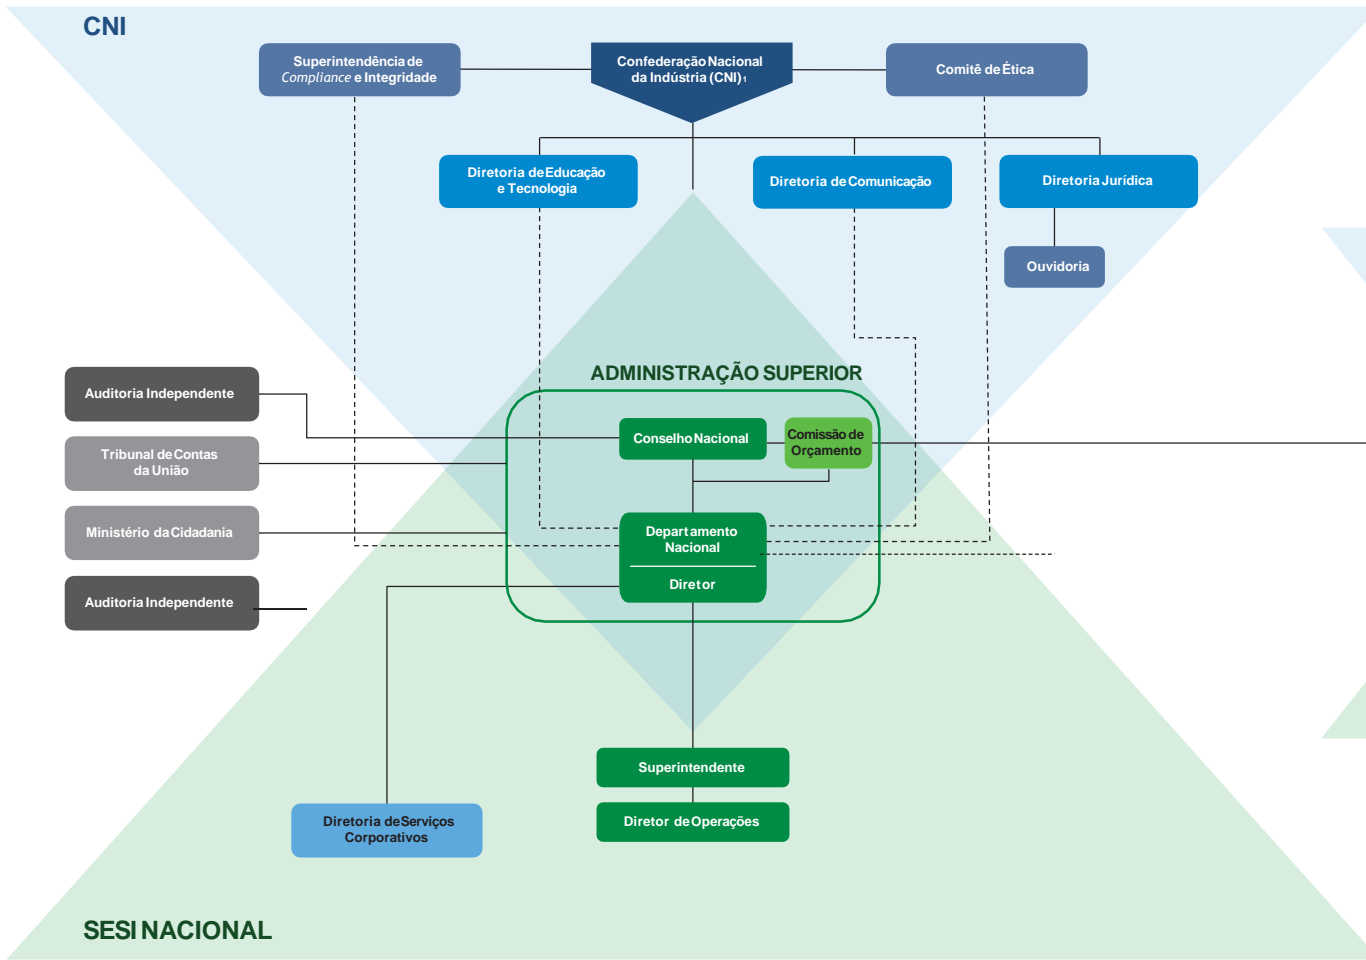 CNI
Superintendência de
Compliance e Integridade
Confederação Nacional
da Indústria (CNI)1
Comitê de Ética
Diretoria de Educação
e Tecnologia
Diretoria de Comunicação
Diretoria Jurídica
Ouvidoria
ADMINISTRAÇÃO SUPERIOR
Auditoria Independente
Conselho Nacional
Comissão de
Orçamento
Tribunal de Contas
da União
Ministério da Cidadania
Departamento
Nacional
Diretor
Auditoria Independente
Superintendente
Diretoria de Serviços
Corporativos
Diretor de Operações
SESI NACIONAL